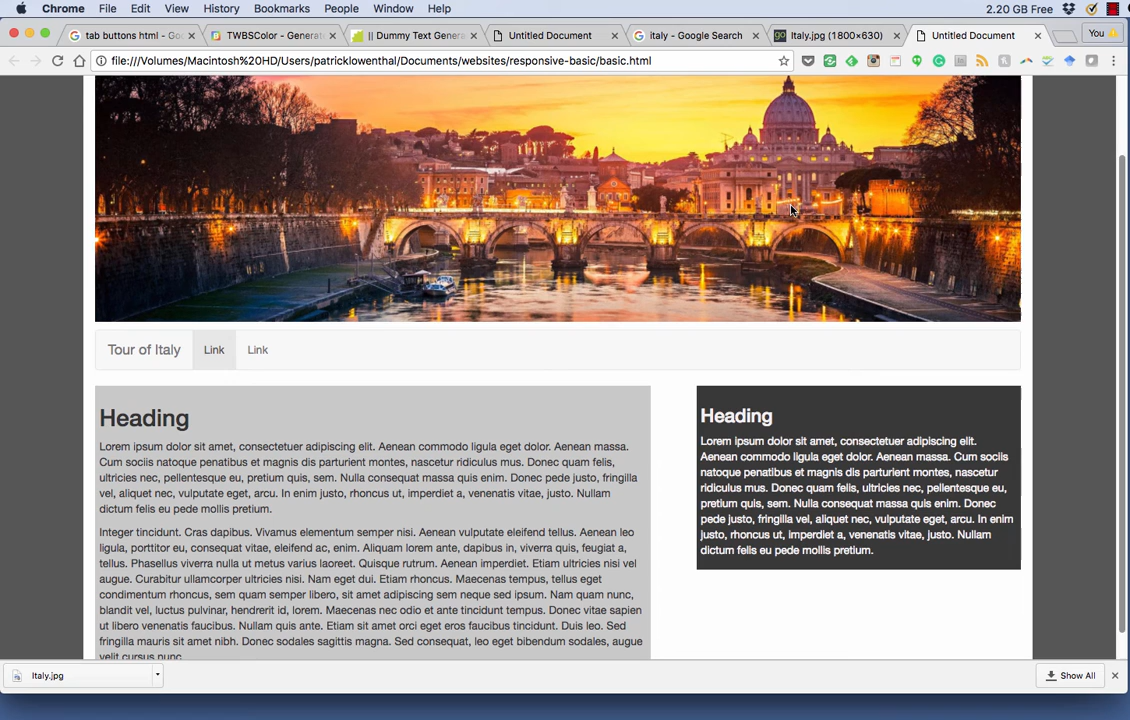 Chrome File Edit View History Bookmarks People Window Help 2.20 GB Free
tab buttons html - Go TWBSColor - Generat || Dummy Text Genera Untitled Document italy - Google Search Italy.jpg (1800×630) Untitled Document You
file:///Volumes/Macintosh%20HD/Users/patricklowenthal/Documents/websites/responsive-basic/basic.html
Tour of Italy Link Link
Heading
Lorem ipsum dolor sit amet, consectetuer adipiscing elit. Aenean commodo ligula eget dolor. Aenean massa.
Cum sociis natoque penatibus et magnis dis parturient montes, nascetur ridiculus mus. Donec quam felis,
ultricies nec, pellentesque eu, pretium quis, sem. Nulla consequat massa quis enim. Donec pede justo, fringilla
vel, aliquet nec, vulputate eget, arcu. In enim justo, rhoncus ut, imperdiet a, venenatis vitae, justo. Nullam
dictum felis eu pede mollis pretium.
Integer tincidunt. Cras dapibus. Vivamus elementum semper nisi. Aenean vulputate eleifend tellus. Aenean leo
ligula, porttitor eu, consequat vitae, eleifend ac, enim. Aliquam lorem ante, dapibus in, viverra quis, feugiat a,
tellus. Phasellus viverra nulla ut metus varius laoreet. Quisque rutrum. Aenean imperdiet. Etiam ultricies nisi vel
augue. Curabitur ullamcorper ultricies nisi. Nam eget dui. Etiam rhoncus. Maecenas tempus, tellus eget
condimentum rhoncus, sem quam semper libero, sit amet adipiscing sem neque sed ipsum. Nam quam nunc,
blandit vel, luctus pulvinar, hendrerit id, lorem. Maecenas nec odio et ante tincidunt tempus. Donec vitae sapien
ut libero venenatis faucibus. Nullam quis ante. Etiam sit amet orci eget eros faucibus tincidunt. Duis leo. Sed
fringilla mauris sit amet nibh. Donec sodales sagittis magna. Sed consequat, leo eget bibendum sodales, augue
velit cursus nunc
Heading
Lorem ipsum dolor sit amet, consectetuer adipiscing elit.
Aenean commodo ligula eget dolor. Aenean massa.
Cum sociis natoque penatibus et magnis dis
parturient montes, nascetur
ridiculus mus. Donec quam felis, ultricies nec, pellentesque eu,
pretium quis, sem. Nulla consequat massa quis enim. Donec
pede justo, fringilla vel, aliquet nec, vulputate eget, arcu. In enim
justo, rhoncus ut, imperdiet a, venenatis vitae, justo. Nullam
dictum felis eu pede mollis pretium.
Italy.jpg Show All